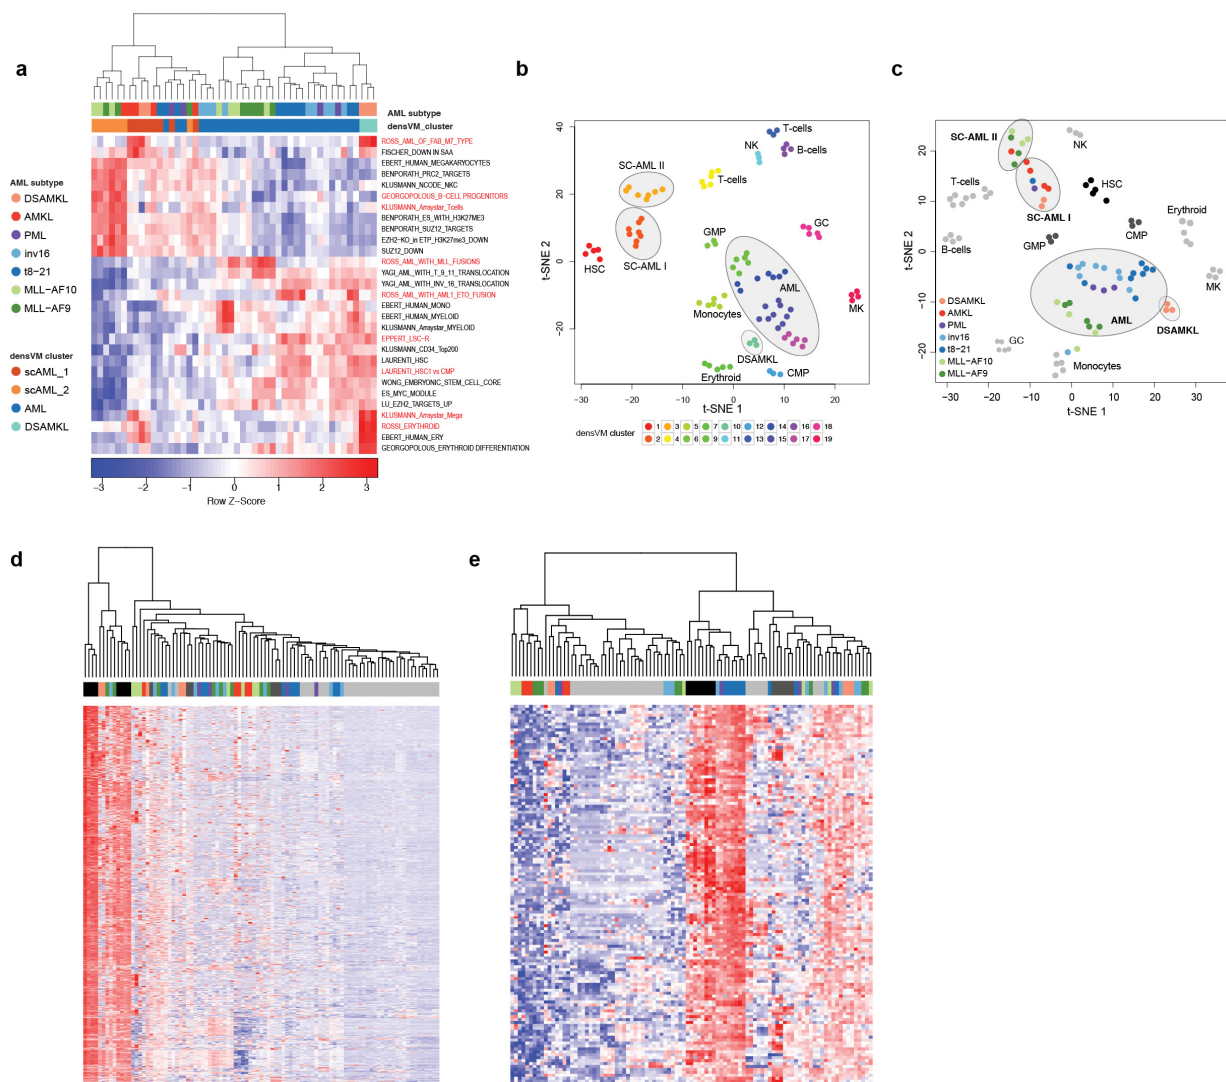 a
AML subtype
densVM_cluster
ROSS_AML_OF_FAB_M7_TYPE
FISCHER_DOWN IN SAA
EBERT_HUMAN_MEGAKARYOCYTES
BENPORATH_PRC2_TARGETS
KLUSMANN_NCODE_NKC
GEORGOPOLOUS_B-CELL PROGENITORS
KLUSMANN_Arraystar_Tcells
BENPORATH_ES_WITH_H3K27ME3
BENPORATH_SUZ12_TARGETS
EZH2-KO_in ETP_H3K27me3_DOWN
SUZ12_DOWN
ROSS_AML_WITH_MLL_FUSIONS
YAGI_AML_WITH_T_9_11_TRANSLOCATION
YAGI_AML_WITH_INV_16_TRANSLOCATION
ROSS_AML_WITH_AML1_ETO_FUSION
EBERT_HUMAN_MONO
EBERT_HUMAN_MYELOID
KLUSMANN_Arraystar_MYELOID
EPPERT_LSC-R
KLUSMANN_CD34_Top200
LAURENTI_HSC
LAURENTI_HSC1 vs CMP
WONG_EMBRYONIC_STEM_CELL_CORE
ES_MYC_MODULE
LU_EZH2_TARGETS_UP
KLUSMANN_Arraystar_Mega
ROSSI_ERYTHROID
EBERT_HUMAN_ERY
GEORGOPOLOUS_ERYTHROID DIFFERENTIATION
AML subtype
DSAMKL
AMKL
PML
inv16
t8-21
MLL-AF10
MLL-AF9
densVM cluster
scAML_1
scAML_2
AML
DSAMKL
-3 -2 -1 0 1 2 3
Row Z-Score
b
40
20
0
-20
t-SNE 2
T-cells
B-cells
NK
T-cells
SC-AML II
SC-AML I
HSC
GMP
GC
AML
MK
Monocytes
DSAMKL
CMP
Erythroid
-30 -20 -10 0 10 20
t-SNE 1
densVM cluster
1 3 5 7 10 12 14 16 18
2 4 6 9 11 13 15 17 19
c
20
10
0
-10
-20
t-SNE 2
SC-AML II
NK
T-cells
HSC
SC-AML I
Erythroid
CMP
GMP
B-cells
MK
DSAMKL
AMKL
PML
inv16
t8-21
MLL-AF10
MLL-AF9
AML
DSAMKL
GC
Monocytes
-30 -20 -10 0 10 20 30
t-SNE 1
d
e